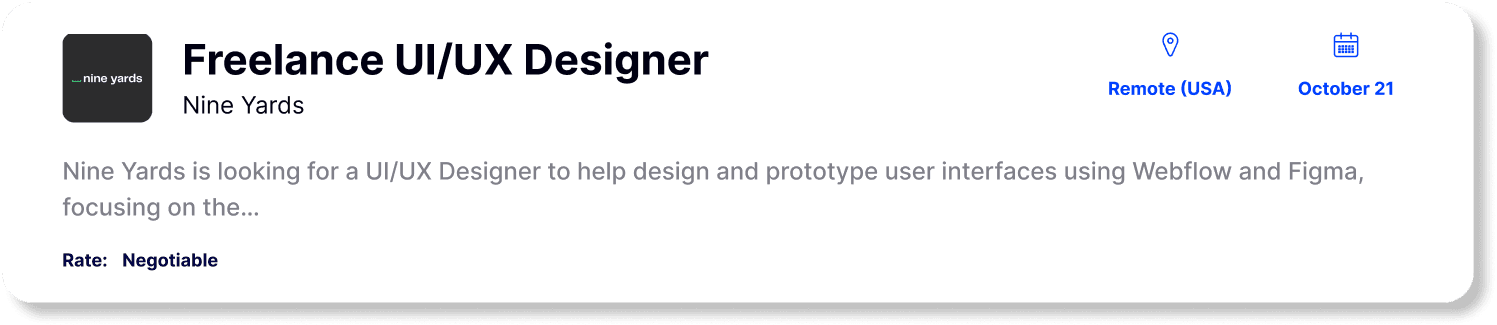 nine yards
Freelance UI/UX Designer
Nine Yards
Remote (USA)
October 21
Nine Yards is looking for a UI/UX Designer to help design and prototype user interfaces using Webflow and Figma,
focusing on the...
Rate: Negotiable